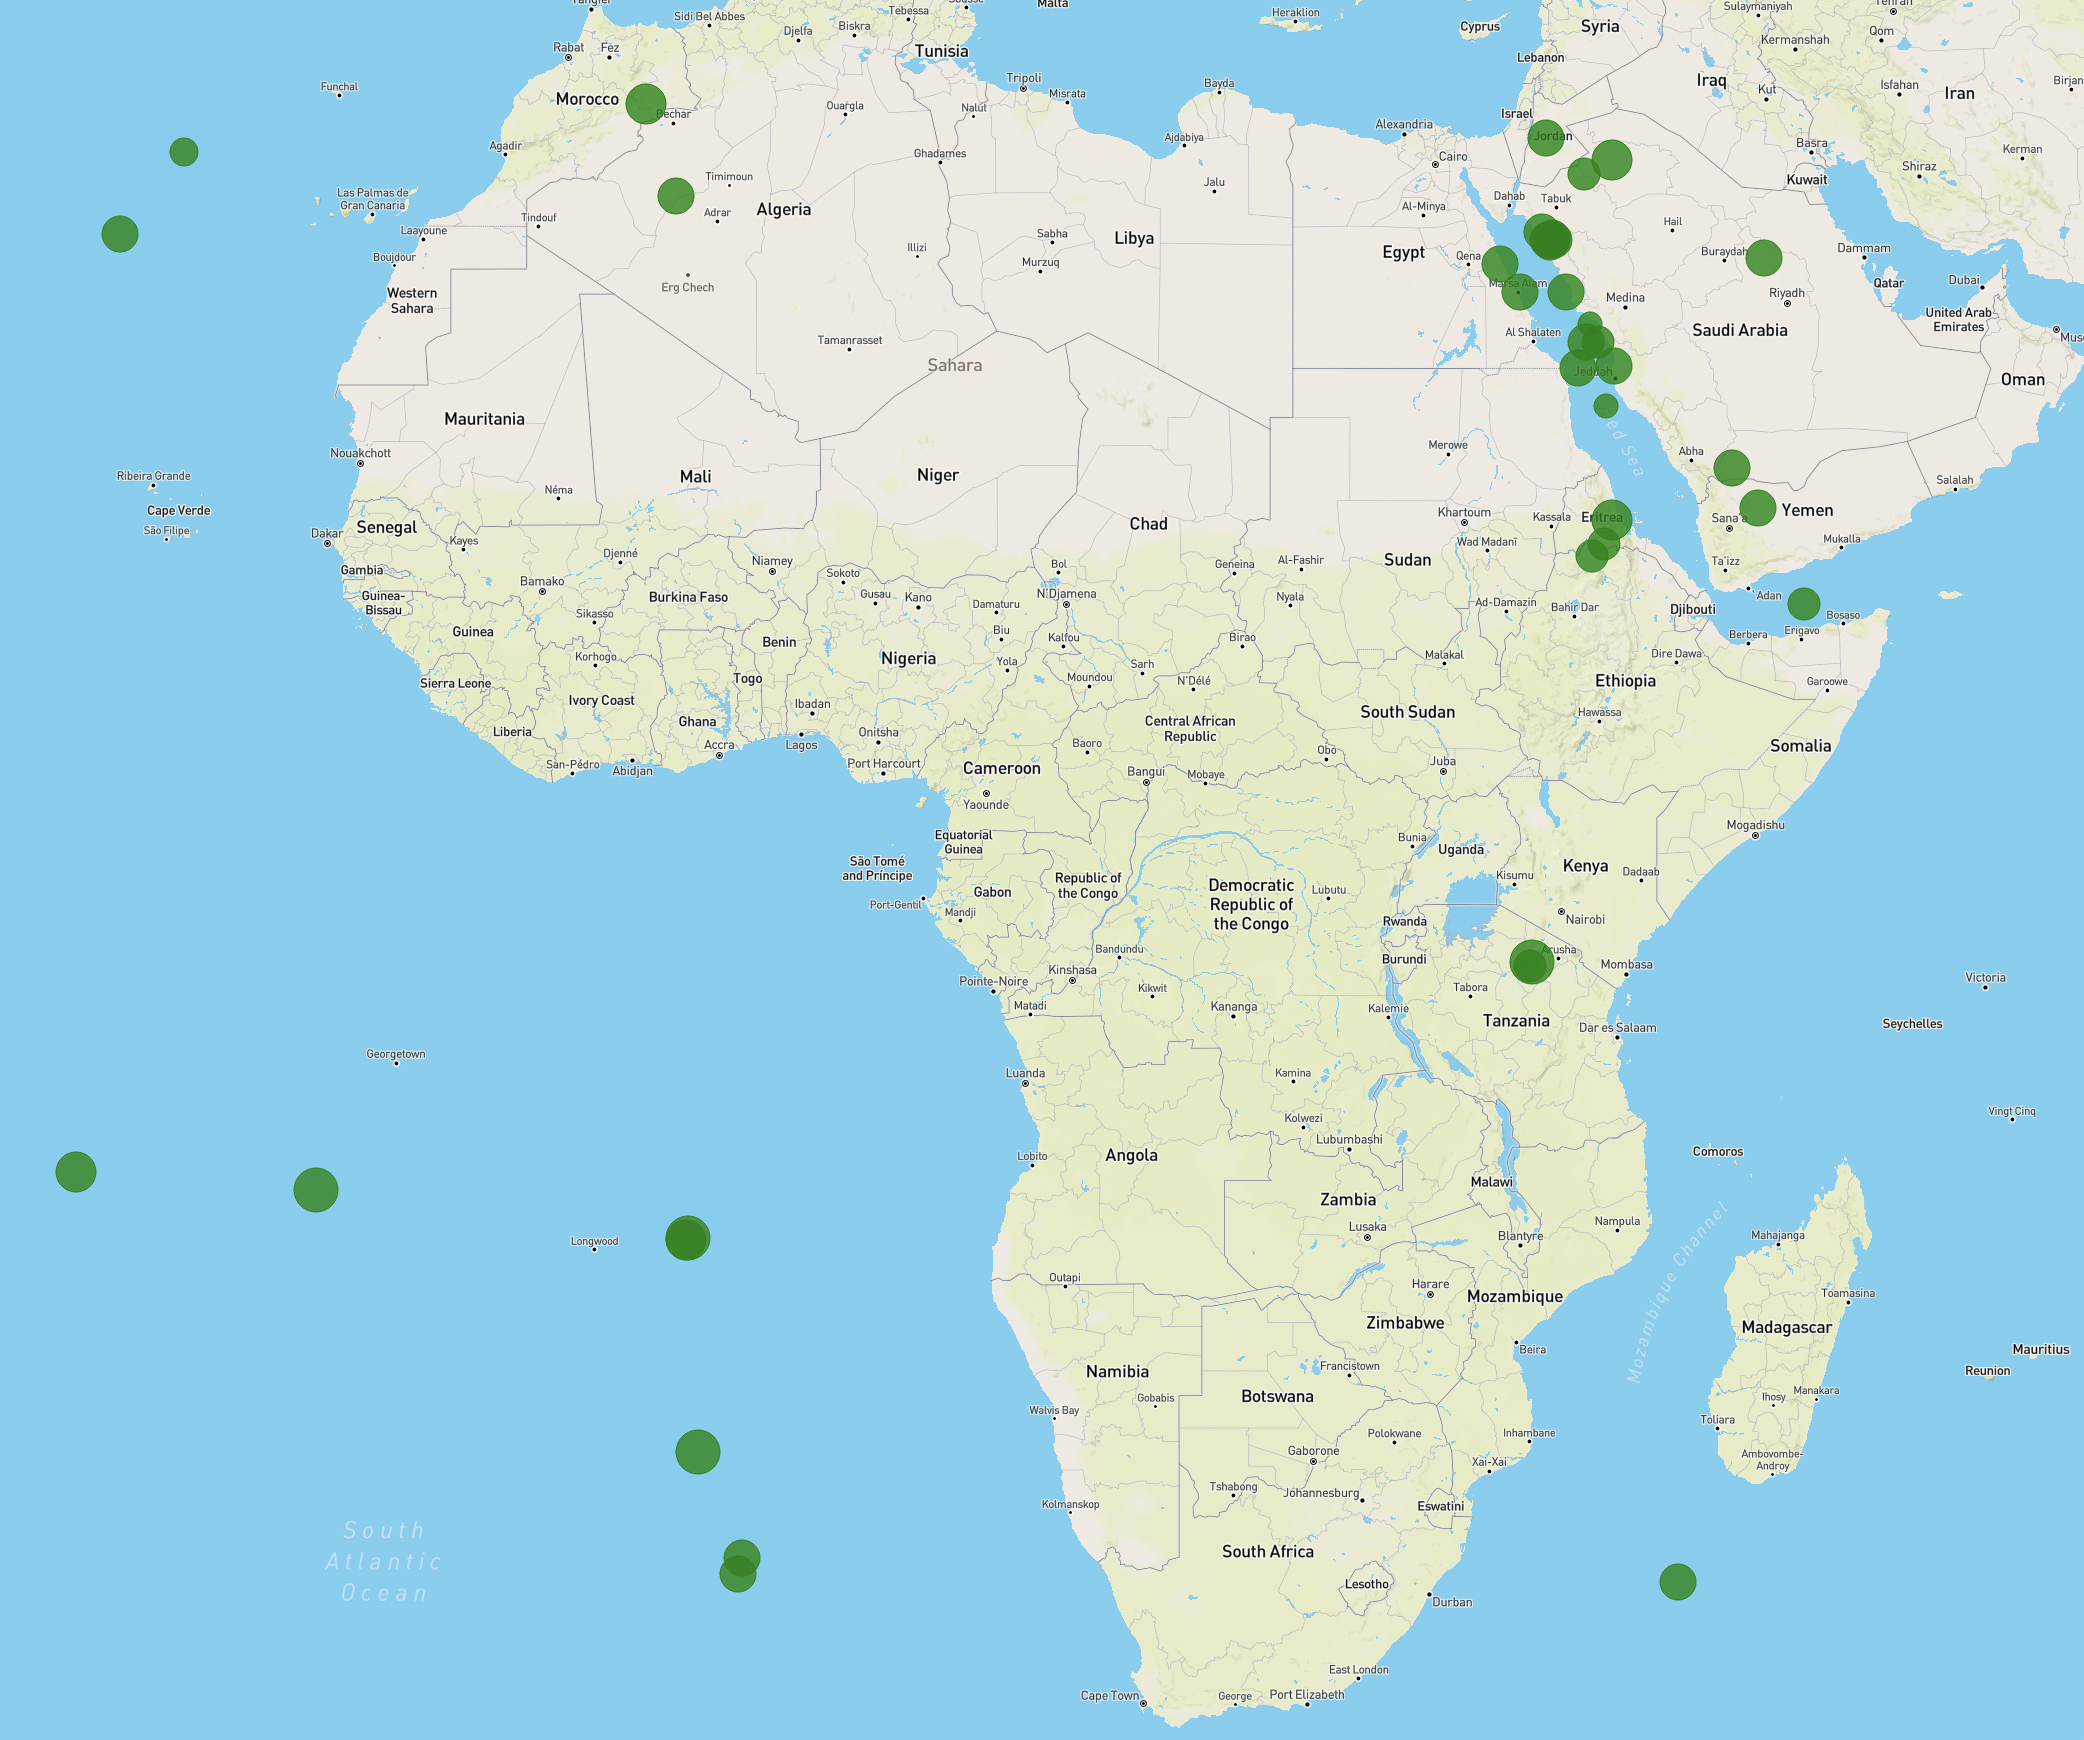 Malta
Tebessa
Sidi Bel Abbes
Djelfa
Biskra
Tunisia
Heraklion
Cyprus
Syria
Sulaymaniyah
Tehran
Kermanshah
Qom
Rabat
Fez
Lebanon
Funchal
Morocco
Bechar
Ouargla
Tripoli
Misrata
Nalut
Bayda
Iraq
Kut
Isfahan
Iran
Birjan
Agadir
Ghadames
Ajdabiya
Alexandria
Israel
Jordan
Cairo
Basra
Kerman
Shiraz
Kuwait
Las Palmas de
Gran Canaria
Timimoun
Adrar
Algeria
Jalu
Al-Minya
Dahab
Tabuk
Hail
Tindouf
Laayoune
Boujdour
Illizi
Sabha
Murzuq
Libya
Egypt
Qena
Marsa Alam
Buraydah
Dammam
Riyadh
Qatar
Dubai
Western
Sahara
Erg Chech
Medina
Saudi Arabia
United Arab
Emirates
Tamanrasset
Sahara
Al Shalaten
Jeddah
Oman
Mauritania
Nouakchott
Merowe
Abha
Ribeira Grande
Cape Verde
São Filipe
Néma
Mali
Niger
Salalah
Dakar
Senegal
Kayes
Chad
Khartoum
Kassala
Eritrea
Sana'a
Yemen
Gambia
Djenné
Niamey
Bol
Geneina
Al-Fashir
Sudan
Wad Madanī
Mukalla
Ta'izz
Guinea-
Bissau
Bamako
Sikasso
Burkina Faso
Sokoto
Gusau
Kano
Damaturu
N'Djamena
Nyala
Ad-Damazin
Bahir Dar
Djibouti
Adan
Bosaso
Guinea
Benin
Biu
Kalfou
Birao
Berbera
Erigavo
Korhogo
Nigeria
Yola
Sarh
Malakal
Dire Dawa
Sierra Leone
Togo
Moundou
N'Délé
Ethiopia
Garoowe
Ivory Coast
Ghana
Ibadan
Liberia
Central African
Republic
South Sudan
Hawassa
Accra
Lagos
Onitsha
Baoro
Obo
Somalia
San-Pédro
Abidjan
Port Harcourt
Cameroon
Bangui
Mobaye
Juba
Yaounde
Equatorial
Guinea
Bunia
Uganda
Mogadishu
São Tomé
and Príncipe
Gabon
Republic of
the Congo
Democratic
Republic of
the Congo
Lubutu
Kisumu
Kenya
Dadaab
Port-Gentil
Mandji
Rwanda
Nairobi
Bandundu
Burundi
Arusha
Mombasa
Kinshasa
Pointe-Noire
Matadi
Kikwit
Kananga
Kalemie
Tabora
Tanzania
Dar es Salaam
Victoria
Seychelles
Georgetown
Luanda
Kamina
Kolwezi
Lubumbashi
Vingt Cinq
Lobito
Angola
Comoros
Zambia
Malawi
Lusaka
Nampula
Blantyre
Mozambique Channel
Mahajanga
Longwood
Outapi
Harare
Mozambique
Toamasina
Zimbabwe
Madagascar
Beira
Mauritius
Reunion
Namibia
Gobabis
Francistown
Botswana
Ihosy
Manakara
Walvis Bay
Polokwane
Inhambane
Toliara
Gaborone
Xai-Xai
Ambovombe-
Androy
Tshabong
Johannesburg
Kolmanskop
Eswatini
South
Atlantic
Ocean
South Africa
Lesotho
Durban
East London
Cape Town
George
Port Elizabeth